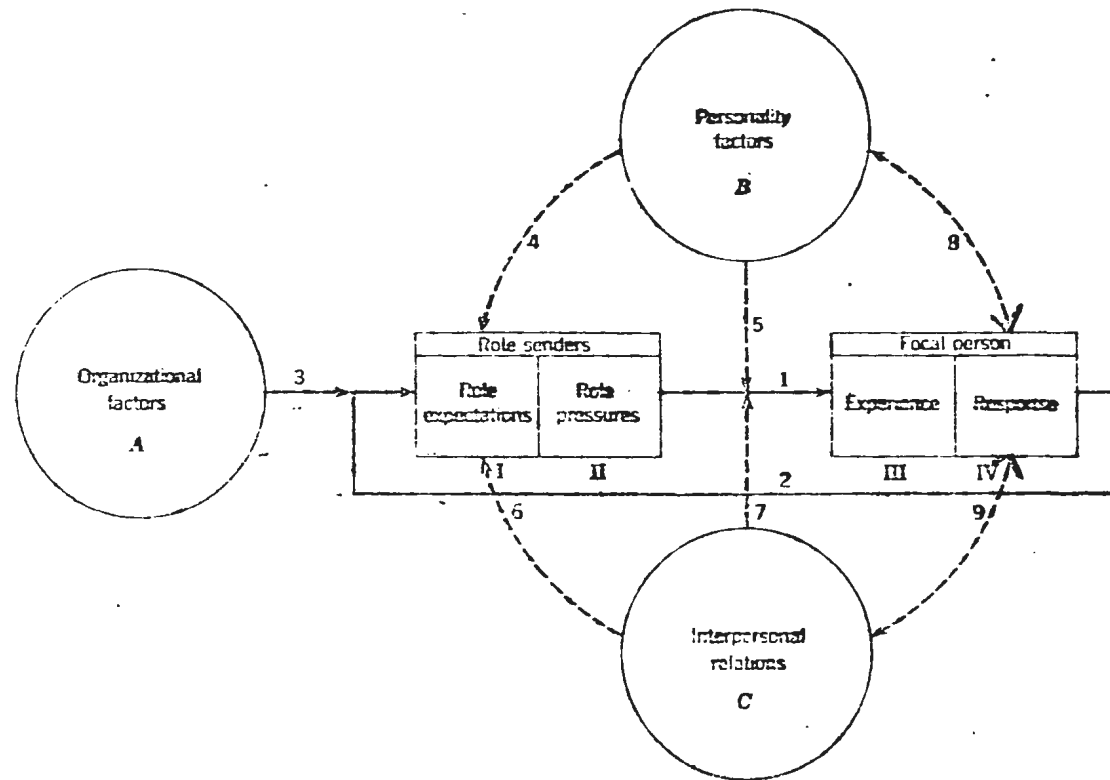 Personality
factors
B
4
8
5
Role senders
Focal person
Organizational
factors
A
3
Role
expectations
Role
pressures
1
Experience
Response
I
II
III
IV
2
6
7
9
Interpersonal
relations
C